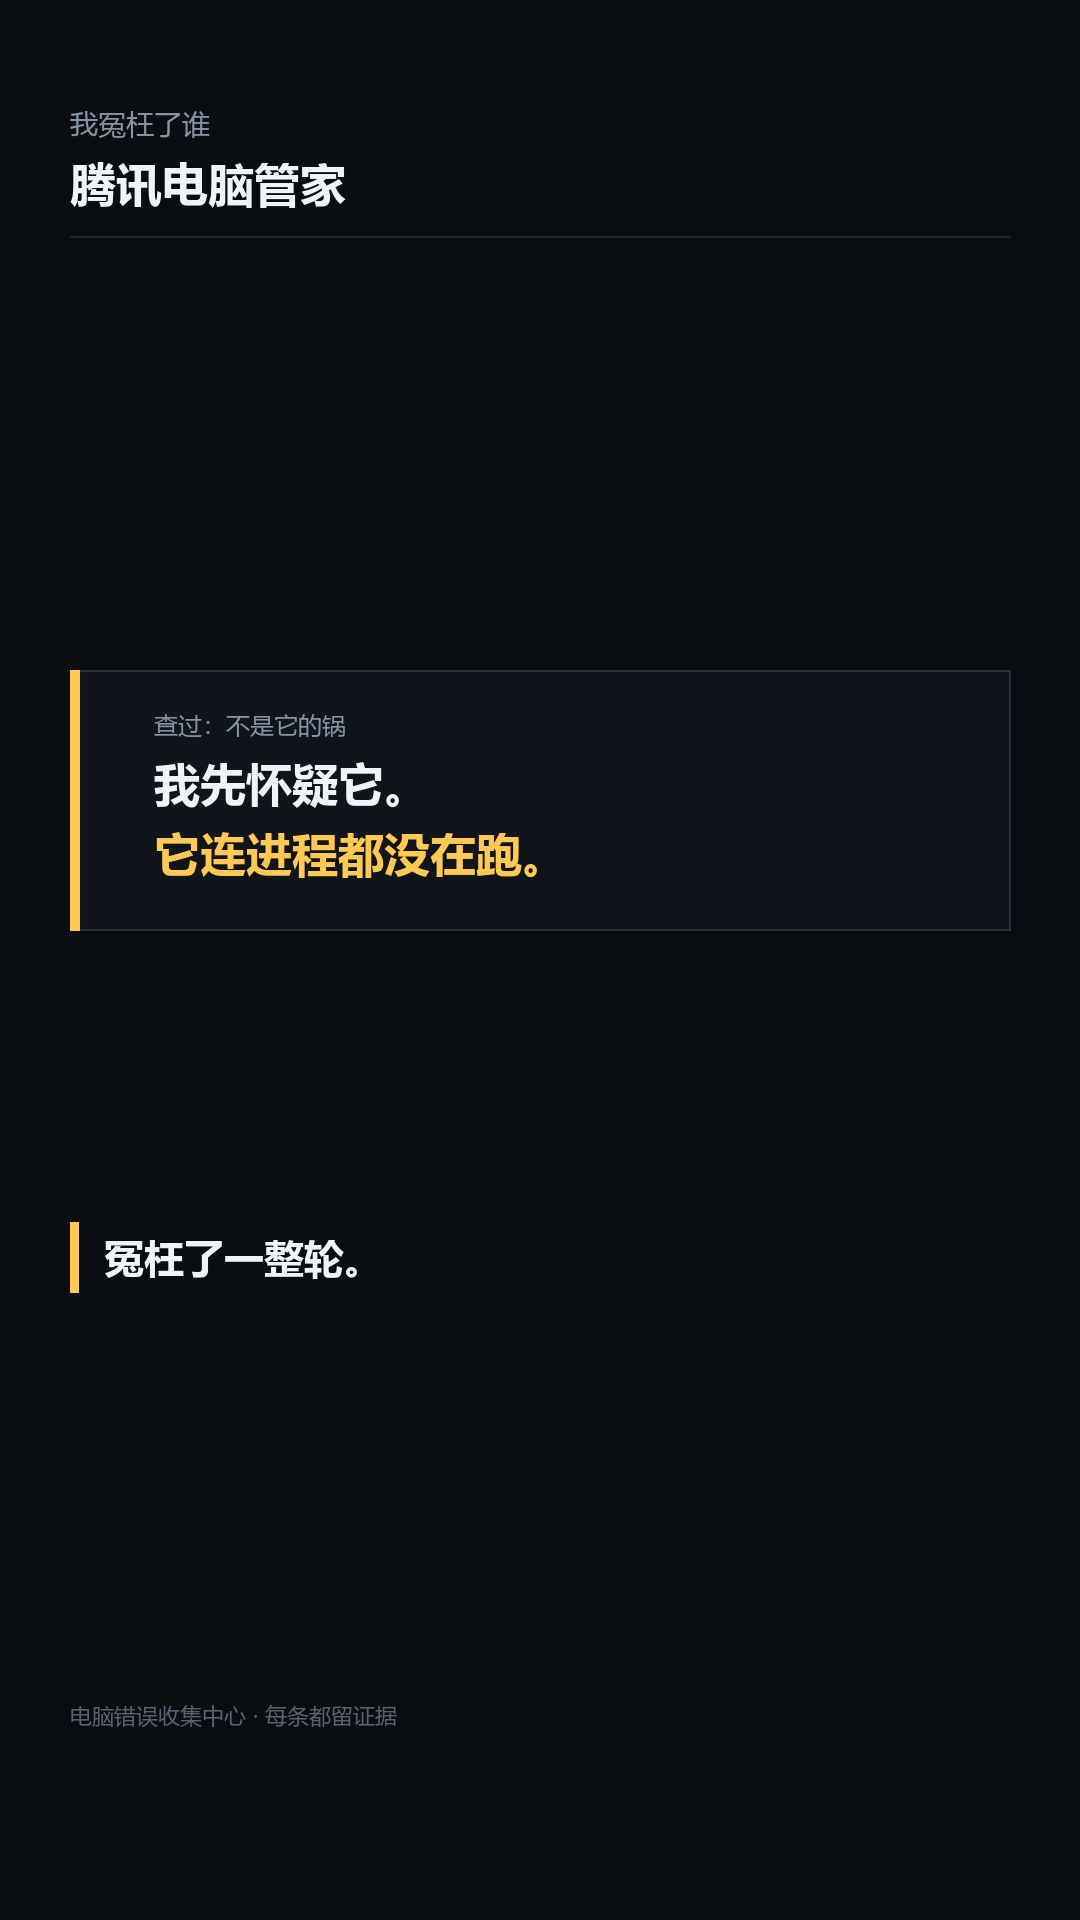 我冤枉了谁
腾讯电脑管家
查过：不是它的锅
我先怀疑它。
它连进程都没在跑。
冤枉了一整轮。
电脑错误收集中心 · 每条都留证据